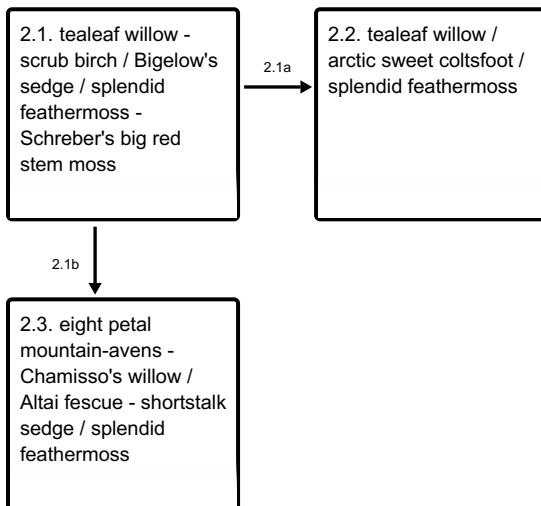 2.1. tealeaf willow -
scrub birch / Bigelow's
sedge / splendid
feathermoss -
Schreber's big red
stem moss
2.1a
2.2. tealeaf willow /
arctic sweet coltsfoot /
splendid feathermoss
2.1b
2.3. eight petal
mountain-avens -
Chamisso's willow /
Altai fescue - shortstalk
sedge / splendid
feathermoss